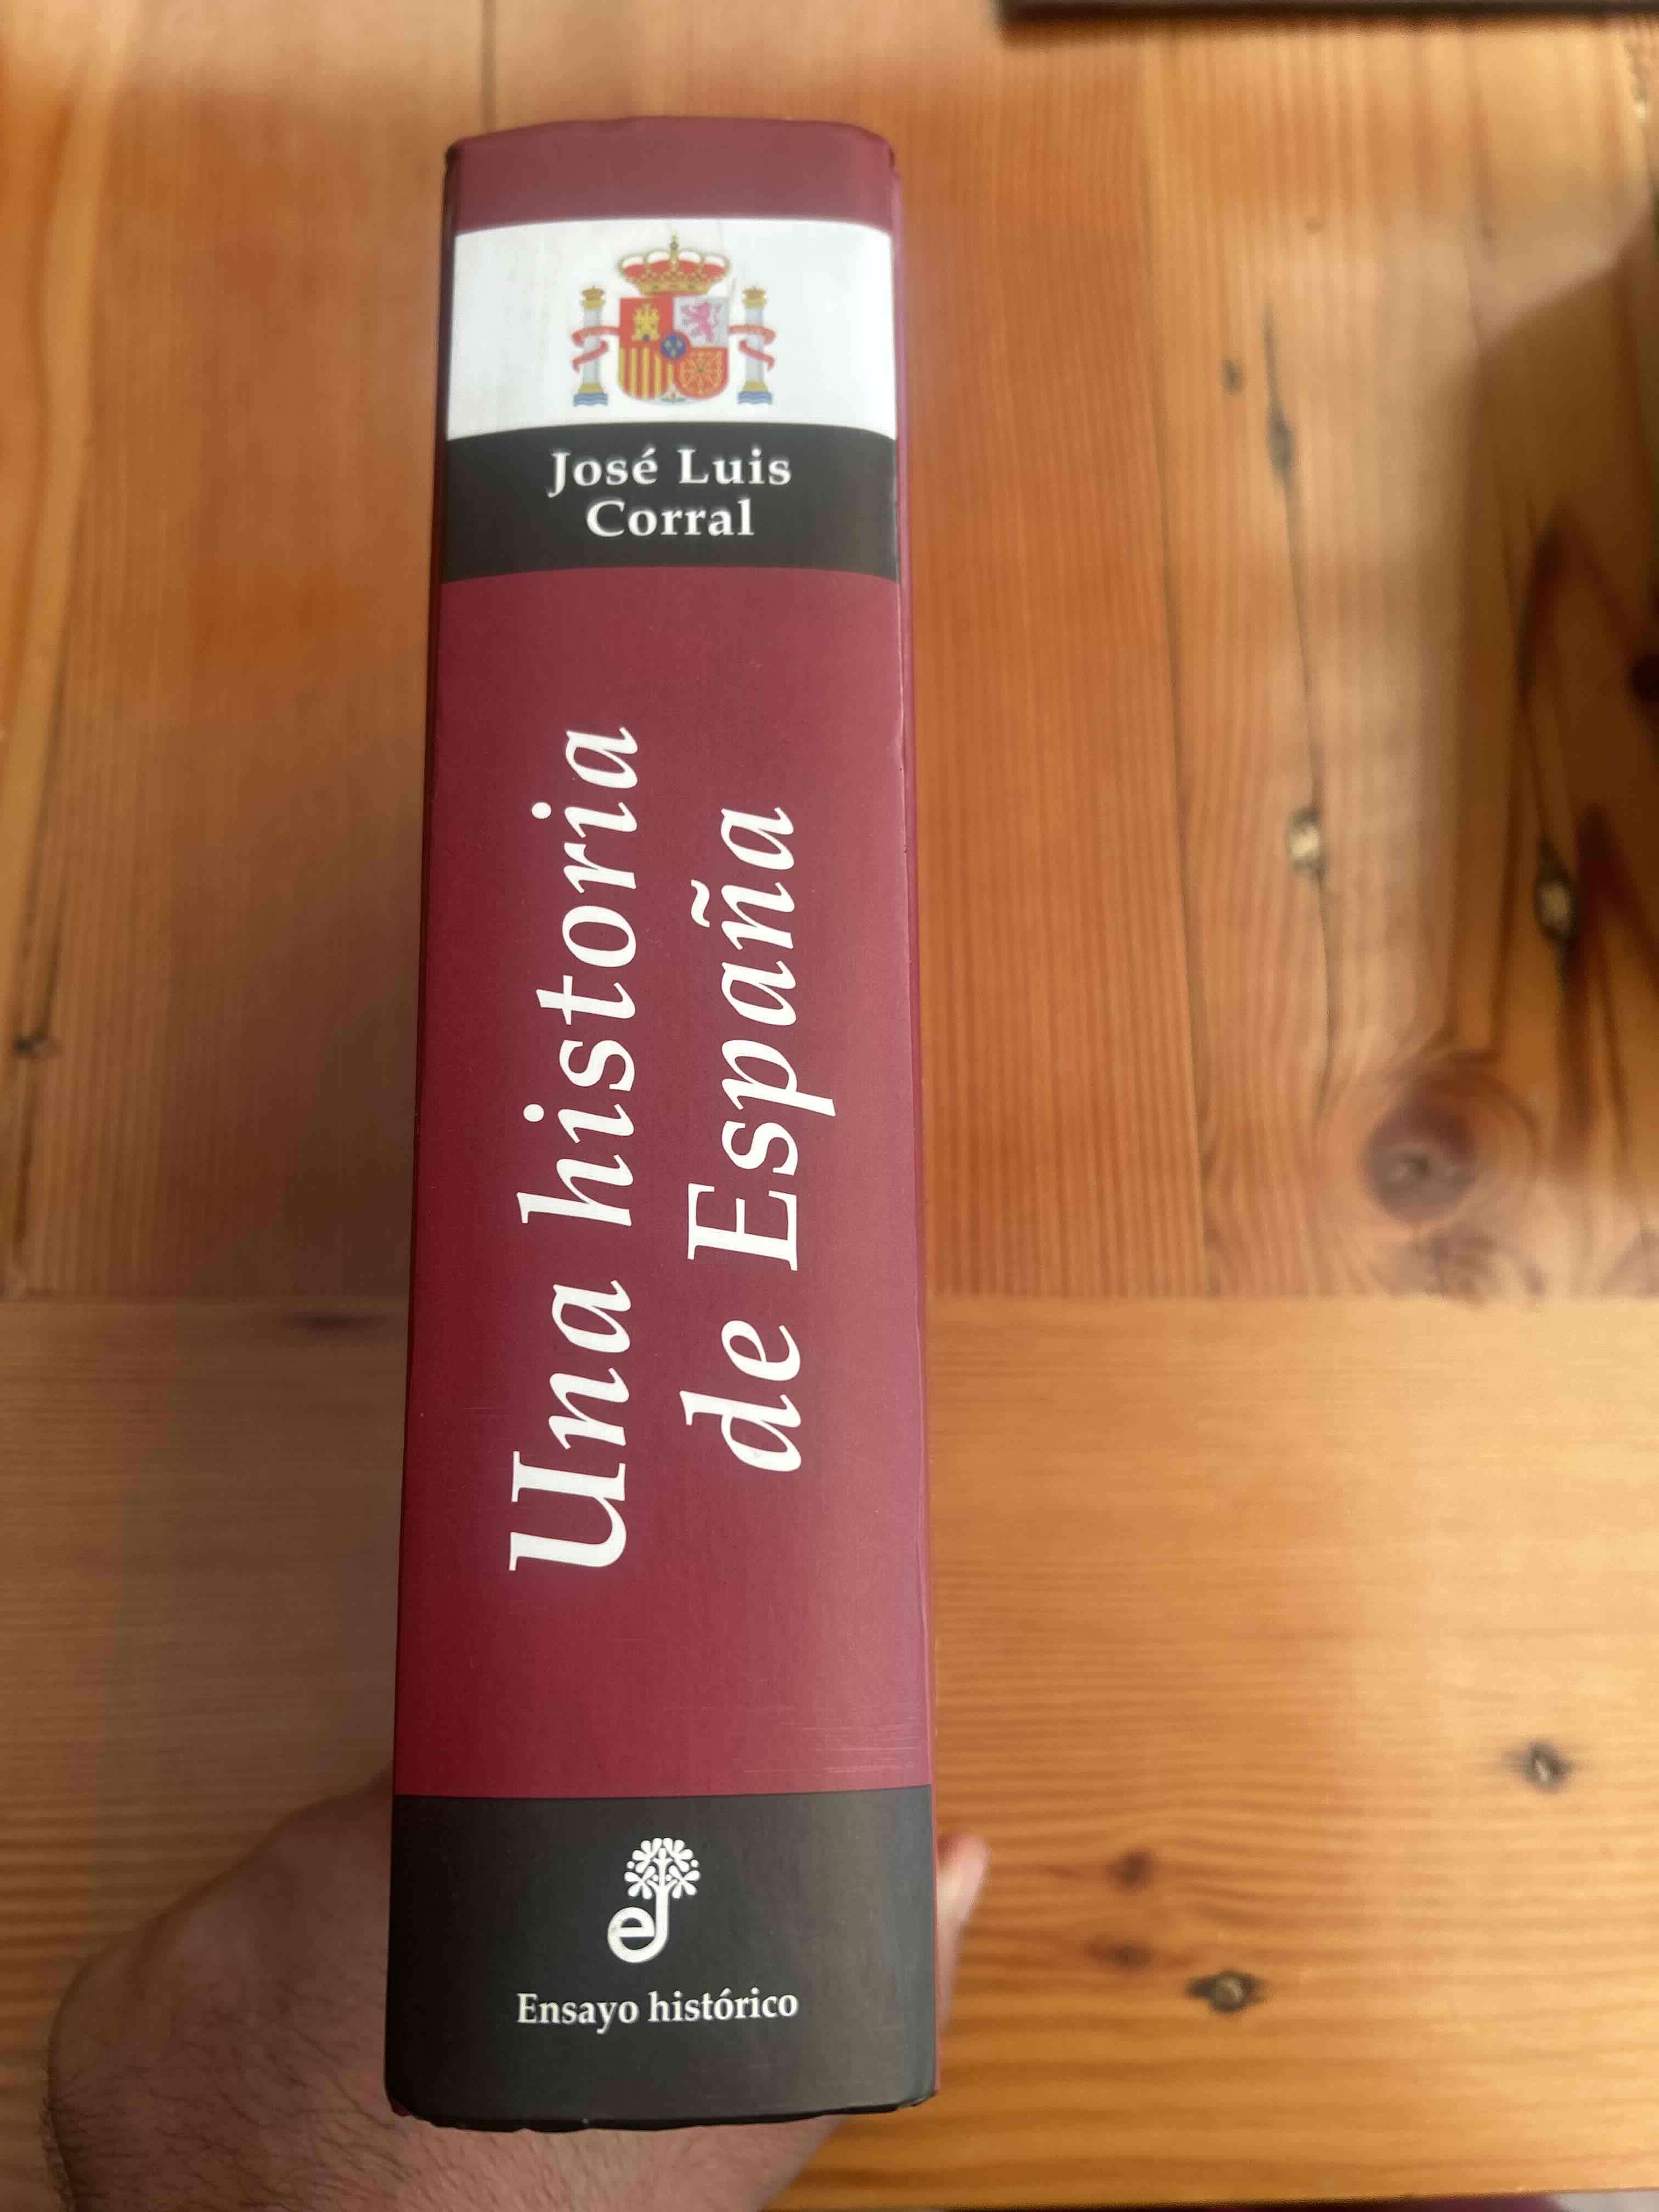 José Luis
Corral
Una historia
de España
e
Ensayo histórico